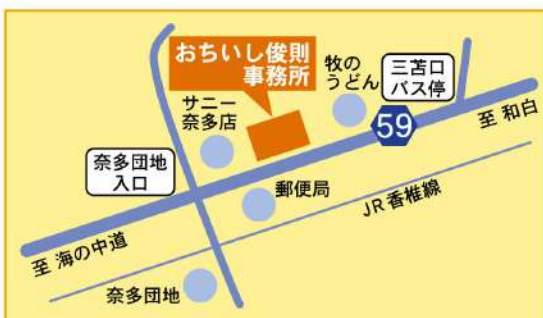 おちいし俊則
事務所
牧の
うどん
三苫口
バス停
サニー
奈多店
59
至 和白
奈多団地
入口
郵便局
JR香椎線
至 海の中道
奈多団地